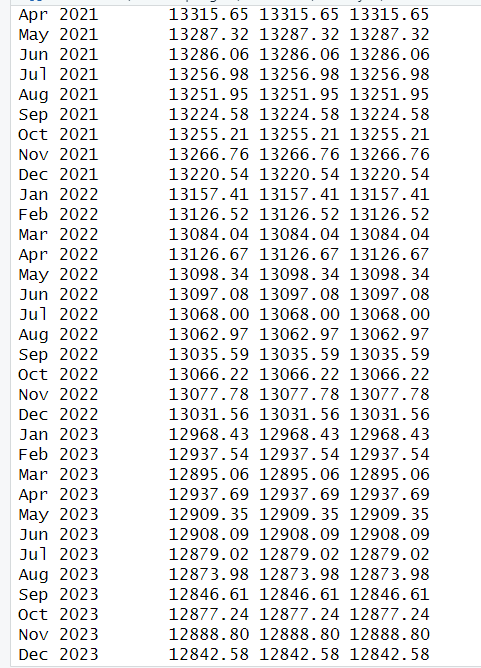 Apr 2021 13315.65 13315.65 13315.65
May 2021 13287.32 13287.32 13287.32
Jun 2021 13286.06 13286.06 13286.06
Jul 2021 13256.98 13256.98 13256.98
Aug 2021 13251.95 13251.95 13251.95
Sep 2021 13224.58 13224.58 13224.58
Oct 2021 13255.21 13255.21 13255.21
Nov 2021 13266.76 13266.76 13266.76
Dec 2021 13220.54 13220.54 13220.54
Jan 2022 13157.41 13157.41 13157.41
Feb 2022 13126.52 13126.52 13126.52
Mar 2022 13084.04 13084.04 13084.04
Apr 2022 13126.67 13126.67 13126.67
May 2022 13098.34 13098.34 13098.34
Jun 2022 13097.08 13097.08 13097.08
Jul 2022 13068.00 13068.00 13068.00
Aug 2022 13062.97 13062.97 13062.97
Sep 2022 13035.59 13035.59 13035.59
Oct 2022 13066.22 13066.22 13066.22
Nov 2022 13077.78 13077.78 13077.78
Dec 2022 13031.56 13031.56 13031.56
Jan 2023 12968.43 12968.43 12968.43
Feb 2023 12937.54 12937.54 12937.54
Mar 2023 12895.06 12895.06 12895.06
Apr 2023 12937.69 12937.69 12937.69
May 2023 12909.35 12909.35 12909.35
Jun 2023 12908.09 12908.09 12908.09
Jul 2023 12879.02 12879.02 12879.02
Aug 2023 12873.98 12873.98 12873.98
Sep 2023 12846.61 12846.61 12846.61
Oct 2023 12877.24 12877.24 12877.24
Nov 2023 12888.80 12888.80 12888.80
Dec 2023 12842.58 12842.58 12842.58